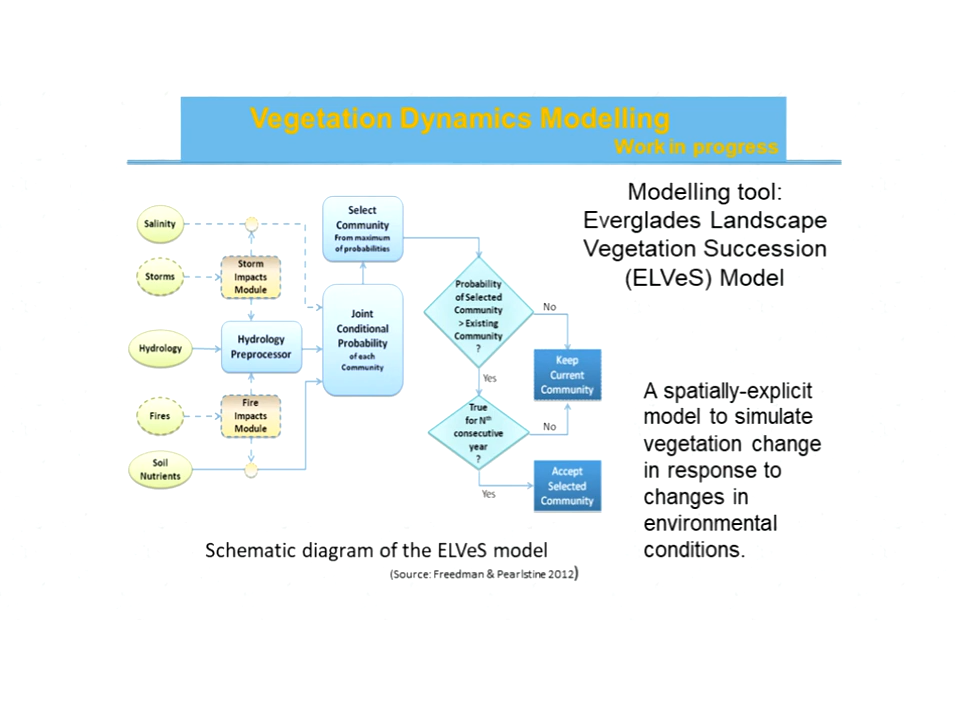 Vegetation Dynamics Modelling
Work in progress
Modelling tool:
Everglades Landscape
Vegetation Succession
(ELVeS) Model
Salinity
Storms
Hydrology
Fires
Soil
Nutrients
Storm
Impacts
Module
Hydrology
Preprocessor
Fire
Impacts
Module
Select
Community
From maximum
of probabilities
Joint
Conditional
Probability
of each
Community
Probability
of Selected
Community
> Existing
Community
?
No
Yes
Keep
Current
Community
True
for Nth
consecutive
year
?
No
Yes
Accept
Selected
Community
A spatially-explicit
model to simulate
vegetation change
in response to
changes in
environmental
conditions.
Schematic diagram of the ELVeS model
(Source: Freedman & Pearlstine 2012)